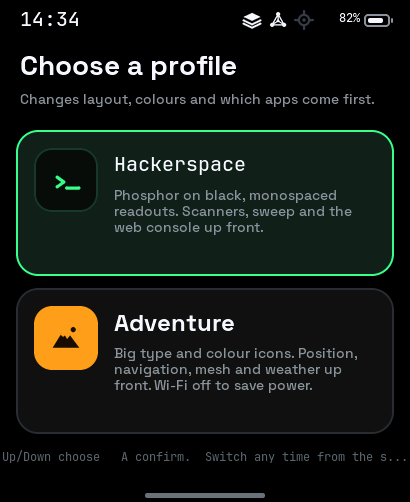 14:34
82%
Choose a profile
Changes layout, colours and which apps come first.
Hackerspace
Phosphor on black, monospaced
readouts. Scanners, sweep and the
web console up front.
Adventure
Big type and colour icons. Position,
navigation, mesh and weather up
front. Wi-Fi off to save power.
Up/Down choose   A confirm.  Switch any time from the s...